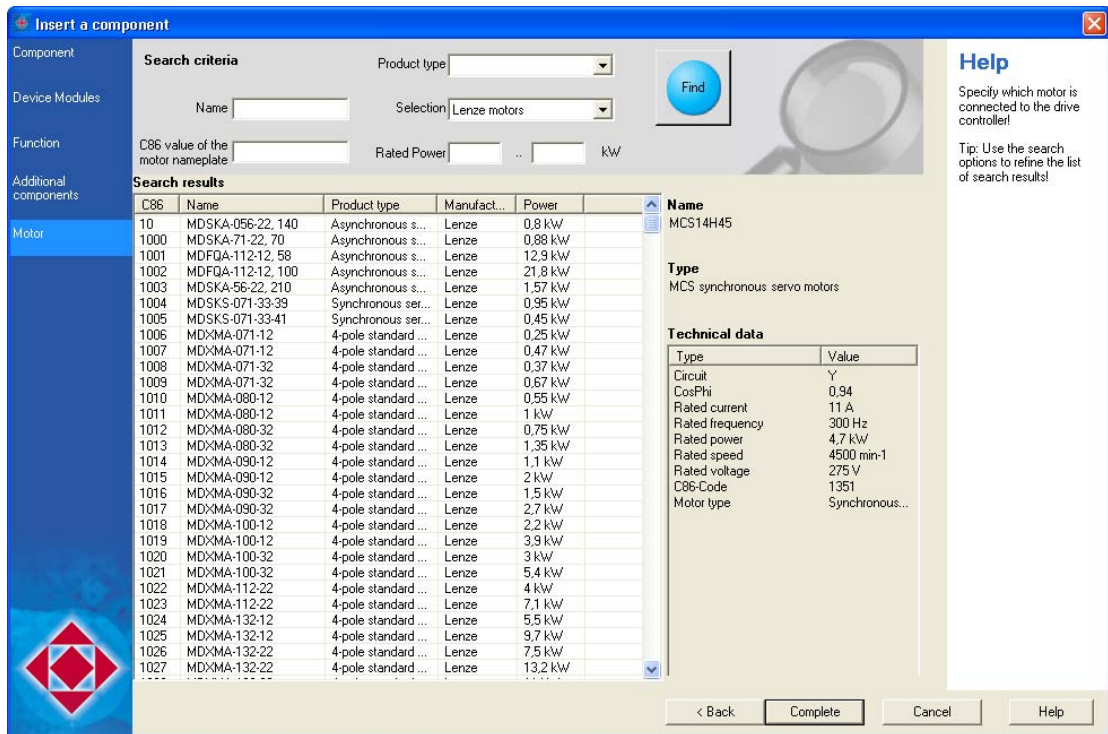 Insert a component
Component
Device Modules
Function
Additional
components
Motor
Search criteria
Product type
Name
Selection Lenze motors
C86 value of the
motor nameplate
Rated Power .. kW
Find
Search results
C86 Name Product type Manufact... Power
10 MDSKA-056-22, 140 Asynchronous s... Lenze 0,8 kW
1000 MDSKA-71-22, 70 Asynchronous s... Lenze 0,88 kW
1001 MDFQA-112-12, 58 Asynchronous s... Lenze 12,9 kW
1002 MDFQA-112-12, 100 Asynchronous s... Lenze 21,8 kW
1003 MDSKA-56-22, 210 Asynchronous s... Lenze 1,57 kW
1004 MDSKS-071-33-39 Synchronous ser... Lenze 0,95 kW
1005 MDSKS-071-33-41 Synchronous ser... Lenze 0,45 kW
1006 MDXMA-071-12 4-pole standard ... Lenze 0,25 kW
1007 MDXMA-071-12 4-pole standard ... Lenze 0,47 kW
1008 MDXMA-071-32 4-pole standard ... Lenze 0,37 kW
1009 MDXMA-071-32 4-pole standard ... Lenze 0,67 kW
1010 MDXMA-080-12 4-pole standard ... Lenze 0,55 kW
1011 MDXMA-080-12 4-pole standard ... Lenze 1 kW
1012 MDXMA-080-32 4-pole standard ... Lenze 0,75 kW
1013 MDXMA-080-32 4-pole standard ... Lenze 1,35 kW
1014 MDXMA-090-12 4-pole standard ... Lenze 1,1 kW
1015 MDXMA-090-12 4-pole standard ... Lenze 2 kW
1016 MDXMA-090-32 4-pole standard ... Lenze 1,5 kW
1017 MDXMA-090-32 4-pole standard ... Lenze 2,7 kW
1018 MDXMA-100-12 4-pole standard ... Lenze 2,2 kW
1019 MDXMA-100-12 4-pole standard ... Lenze 3,9 kW
1020 MDXMA-100-32 4-pole standard ... Lenze 3 kW
1021 MDXMA-100-32 4-pole standard ... Lenze 5,4 kW
1022 MDXMA-112-22 4-pole standard ... Lenze 4 kW
1023 MDXMA-112-22 4-pole standard ... Lenze 7,1 kW
1024 MDXMA-132-12 4-pole standard ... Lenze 5,5 kW
1025 MDXMA-132-12 4-pole standard ... Lenze 9,7 kW
1026 MDXMA-132-22 4-pole standard ... Lenze 7,5 kW
1027 MDXMA-132-22 4-pole standard ... Lenze 13,2 kW
Name
MCS14H45
Type
MCS synchronous servo motors
Technical data
Type Value
Circuit Y
CosPhi 0,94
Rated current 11 A
Rated frequency 300 Hz
Rated power 4,7 kW
Rated speed 4500 min-1
Rated voltage 275 V
C86-Code 1351
Motor type Synchronous...
Help
Specify which motor is
connected to the drive
controller!
Tip: Use the search
options to refine the list
of search results!
< Back Complete Cancel Help